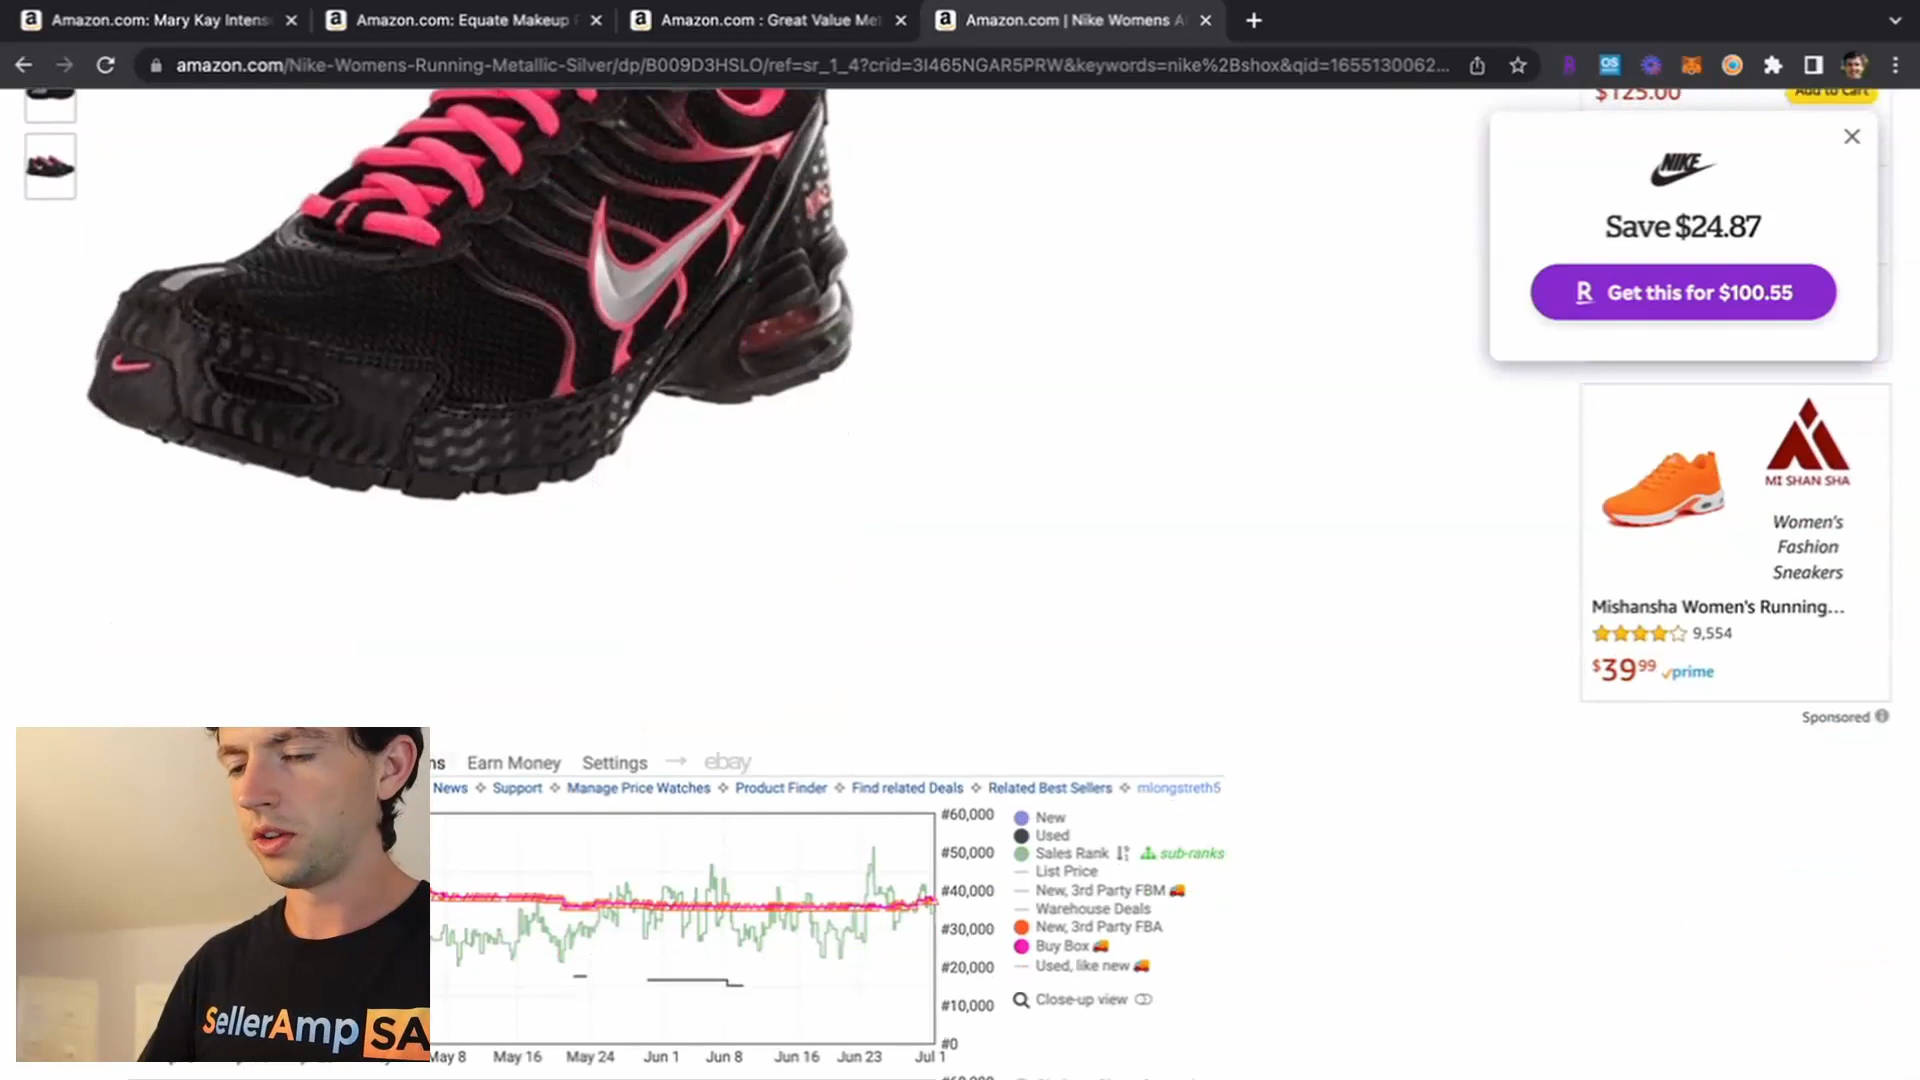 Amazon.com: Mary Kay Intens
Amazon.com: Equate Makeup
Amazon.com : Great Value Me
Amazon.com | Nike Womens A
amazon.com/Nike-Womens-Running-Metallic-Silver/dp/B009D3HSLO/ref=sr_1_4?crid=3I465NGAR5PRW&keywords=nike%2Bshox&qid=1655130062...
OS
$125.00
Add to Cart
NIKE
Save $24.87
R Get this for $100.55
MI SHAN SHA
Women's
Fashion
Sneakers
Mishansha Women's Running...
9,554
$39 99 prime
Sponsored
ns Earn Money Settings → ebay
News Support Manage Price Watches Product Finder Find related Deals Related Best Sellers mlongstreth5
#60,000
#50,000
#40,000
#30,000
#20,000
#10,000
#0
New
Used
Sales Rank sub-ranks
List Price
New, 3rd Party FBM
Warehouse Deals
New, 3rd Party FBA
Buy Box
Used, like new
Close-up view
May 8 May 16 May 24 Jun 1 Jun 8 Jun 16 Jun 23 Jul 1
SellerAmp SA